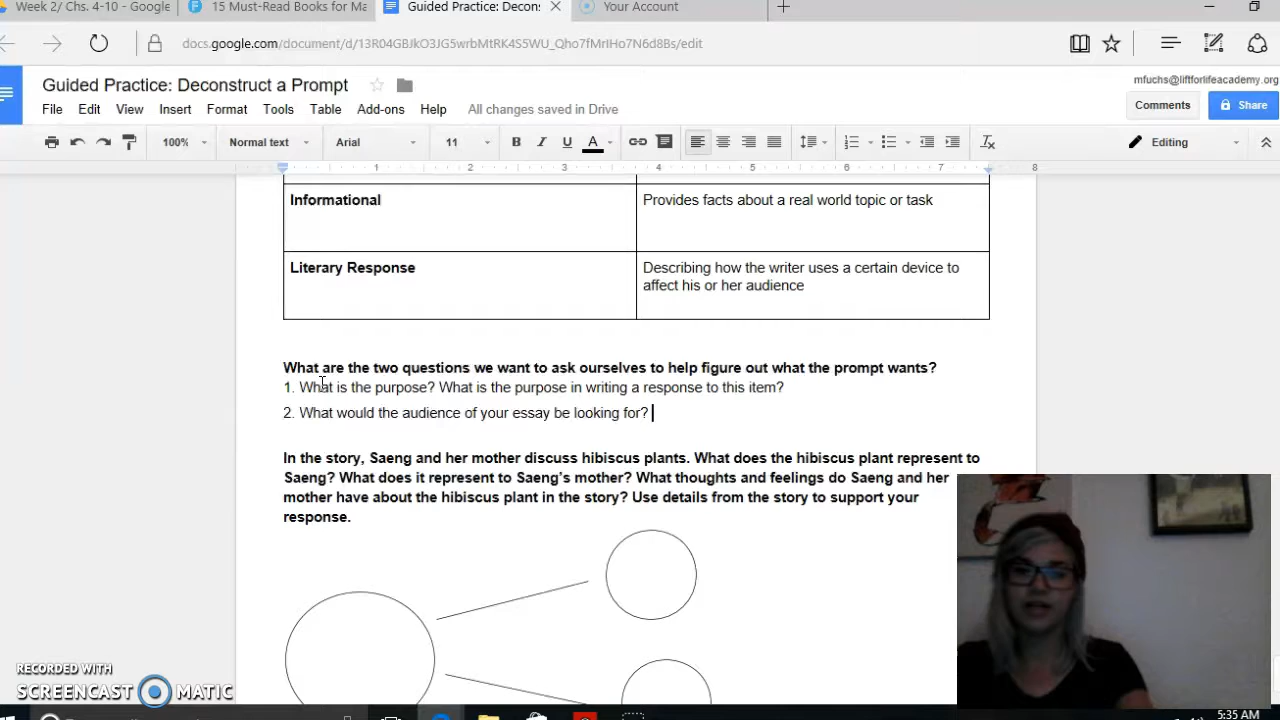 Week 2/ Chs. 4-10 - Google
15 Must-Read Books for Ma
Guided Practice: Decons
Your Account
docs.google.com/document/d/13R04GBJkO3JG5wrbMtRK4S5WU_Qho7fMrIHo7N6d8Bs/edit
Guided Practice: Deconstruct a Prompt
mfuchs@liftforlifeacademy.org
File Edit View Insert Format Tools Table Add-ons Help All changes saved in Drive
Comments
Share
100% Normal text Arial 11 B I U A Editing
1 2 3 4 5 6 7 8
Informational
Provides facts about a real world topic or task
Literary Response
Describing how the writer uses a certain device to
affect his or her audience
What are the two questions we want to ask ourselves to help figure out what the prompt wants?
1. What is the purpose? What is the purpose in writing a response to this item?
2. What would the audience of your essay be looking for?
In the story, Saeng and her mother discuss hibiscus plants. What does the hibiscus plant represent to
Saeng? What does it represent to Saeng's mother? What thoughts and feelings do Saeng and her
mother have about the hibiscus plant in the story? Use details from the story to support your
response.
RECORDED WITH
SCREENCAST MATIC
5:35 AM